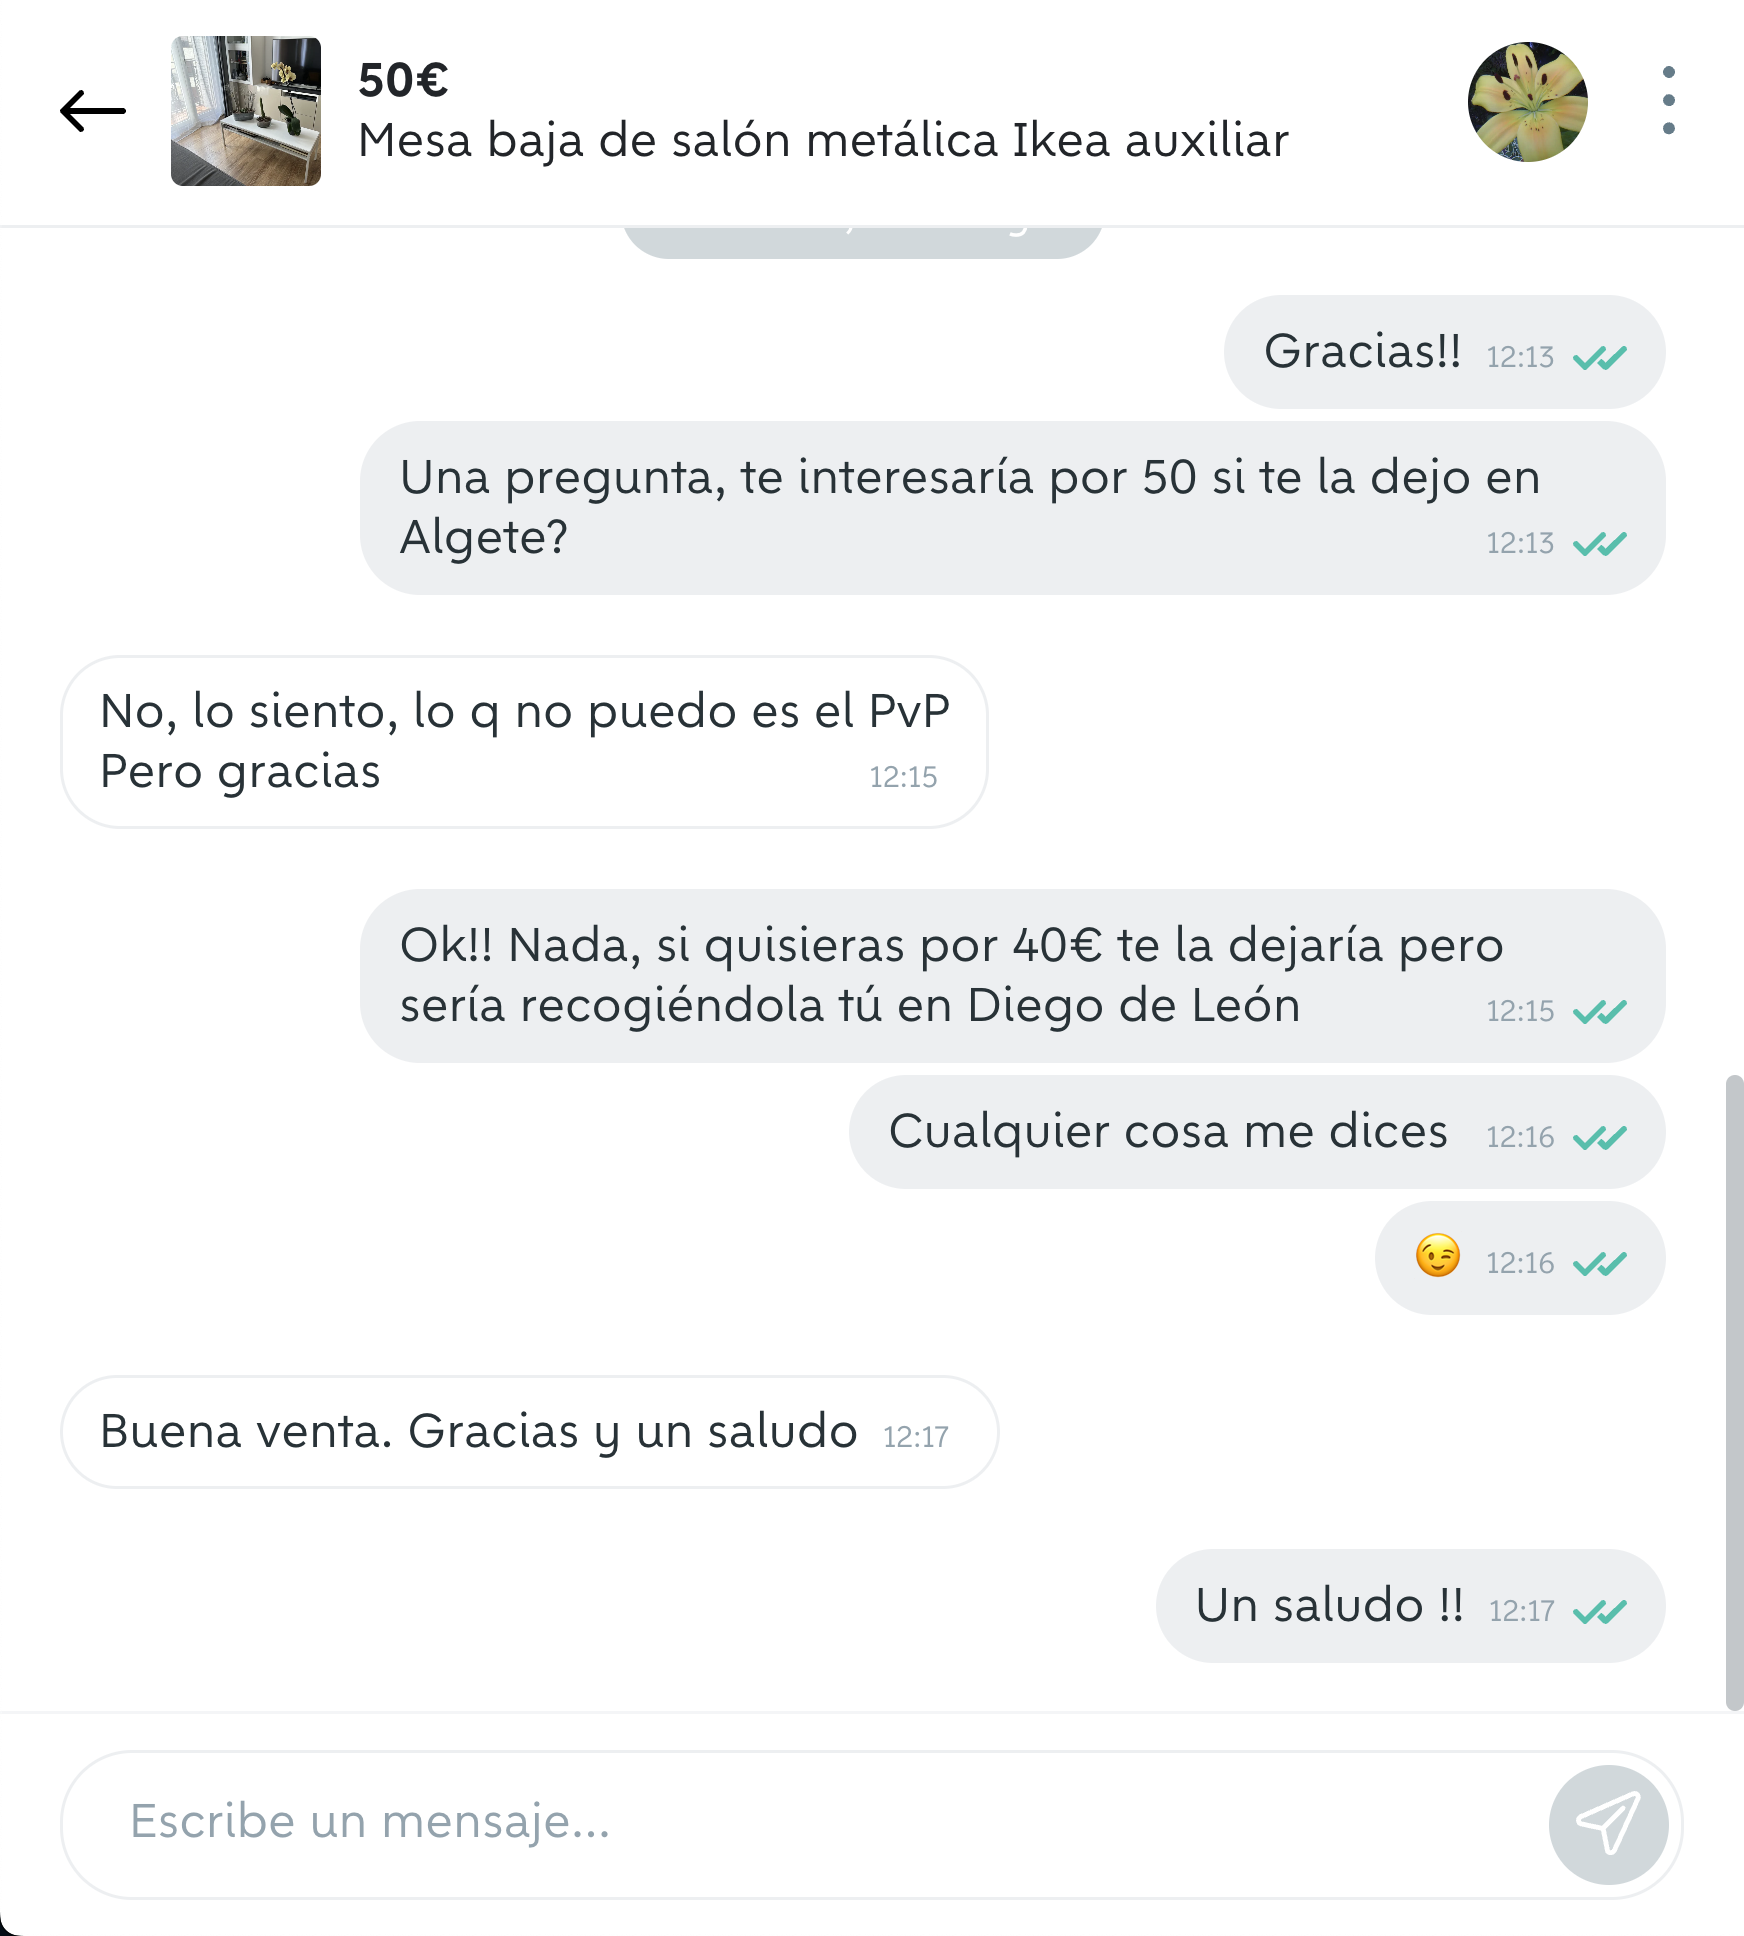 50€
Mesa baja de salón metálica Ikea auxiliar
Gracias!! 12:13
Una pregunta, te interesaría por 50 si te la dejo en
Algete? 12:13
No, lo siento, lo q no puedo es el PvP
Pero gracias 12:15
Ok!! Nada, si quisieras por 40€ te la dejaría pero
sería recogiéndola tú en Diego de León 12:15
Cualquier cosa me dices 12:16
😉 12:16
Buena venta. Gracias y un saludo 12:17
Un saludo !! 12:17
Escribe un mensaje...